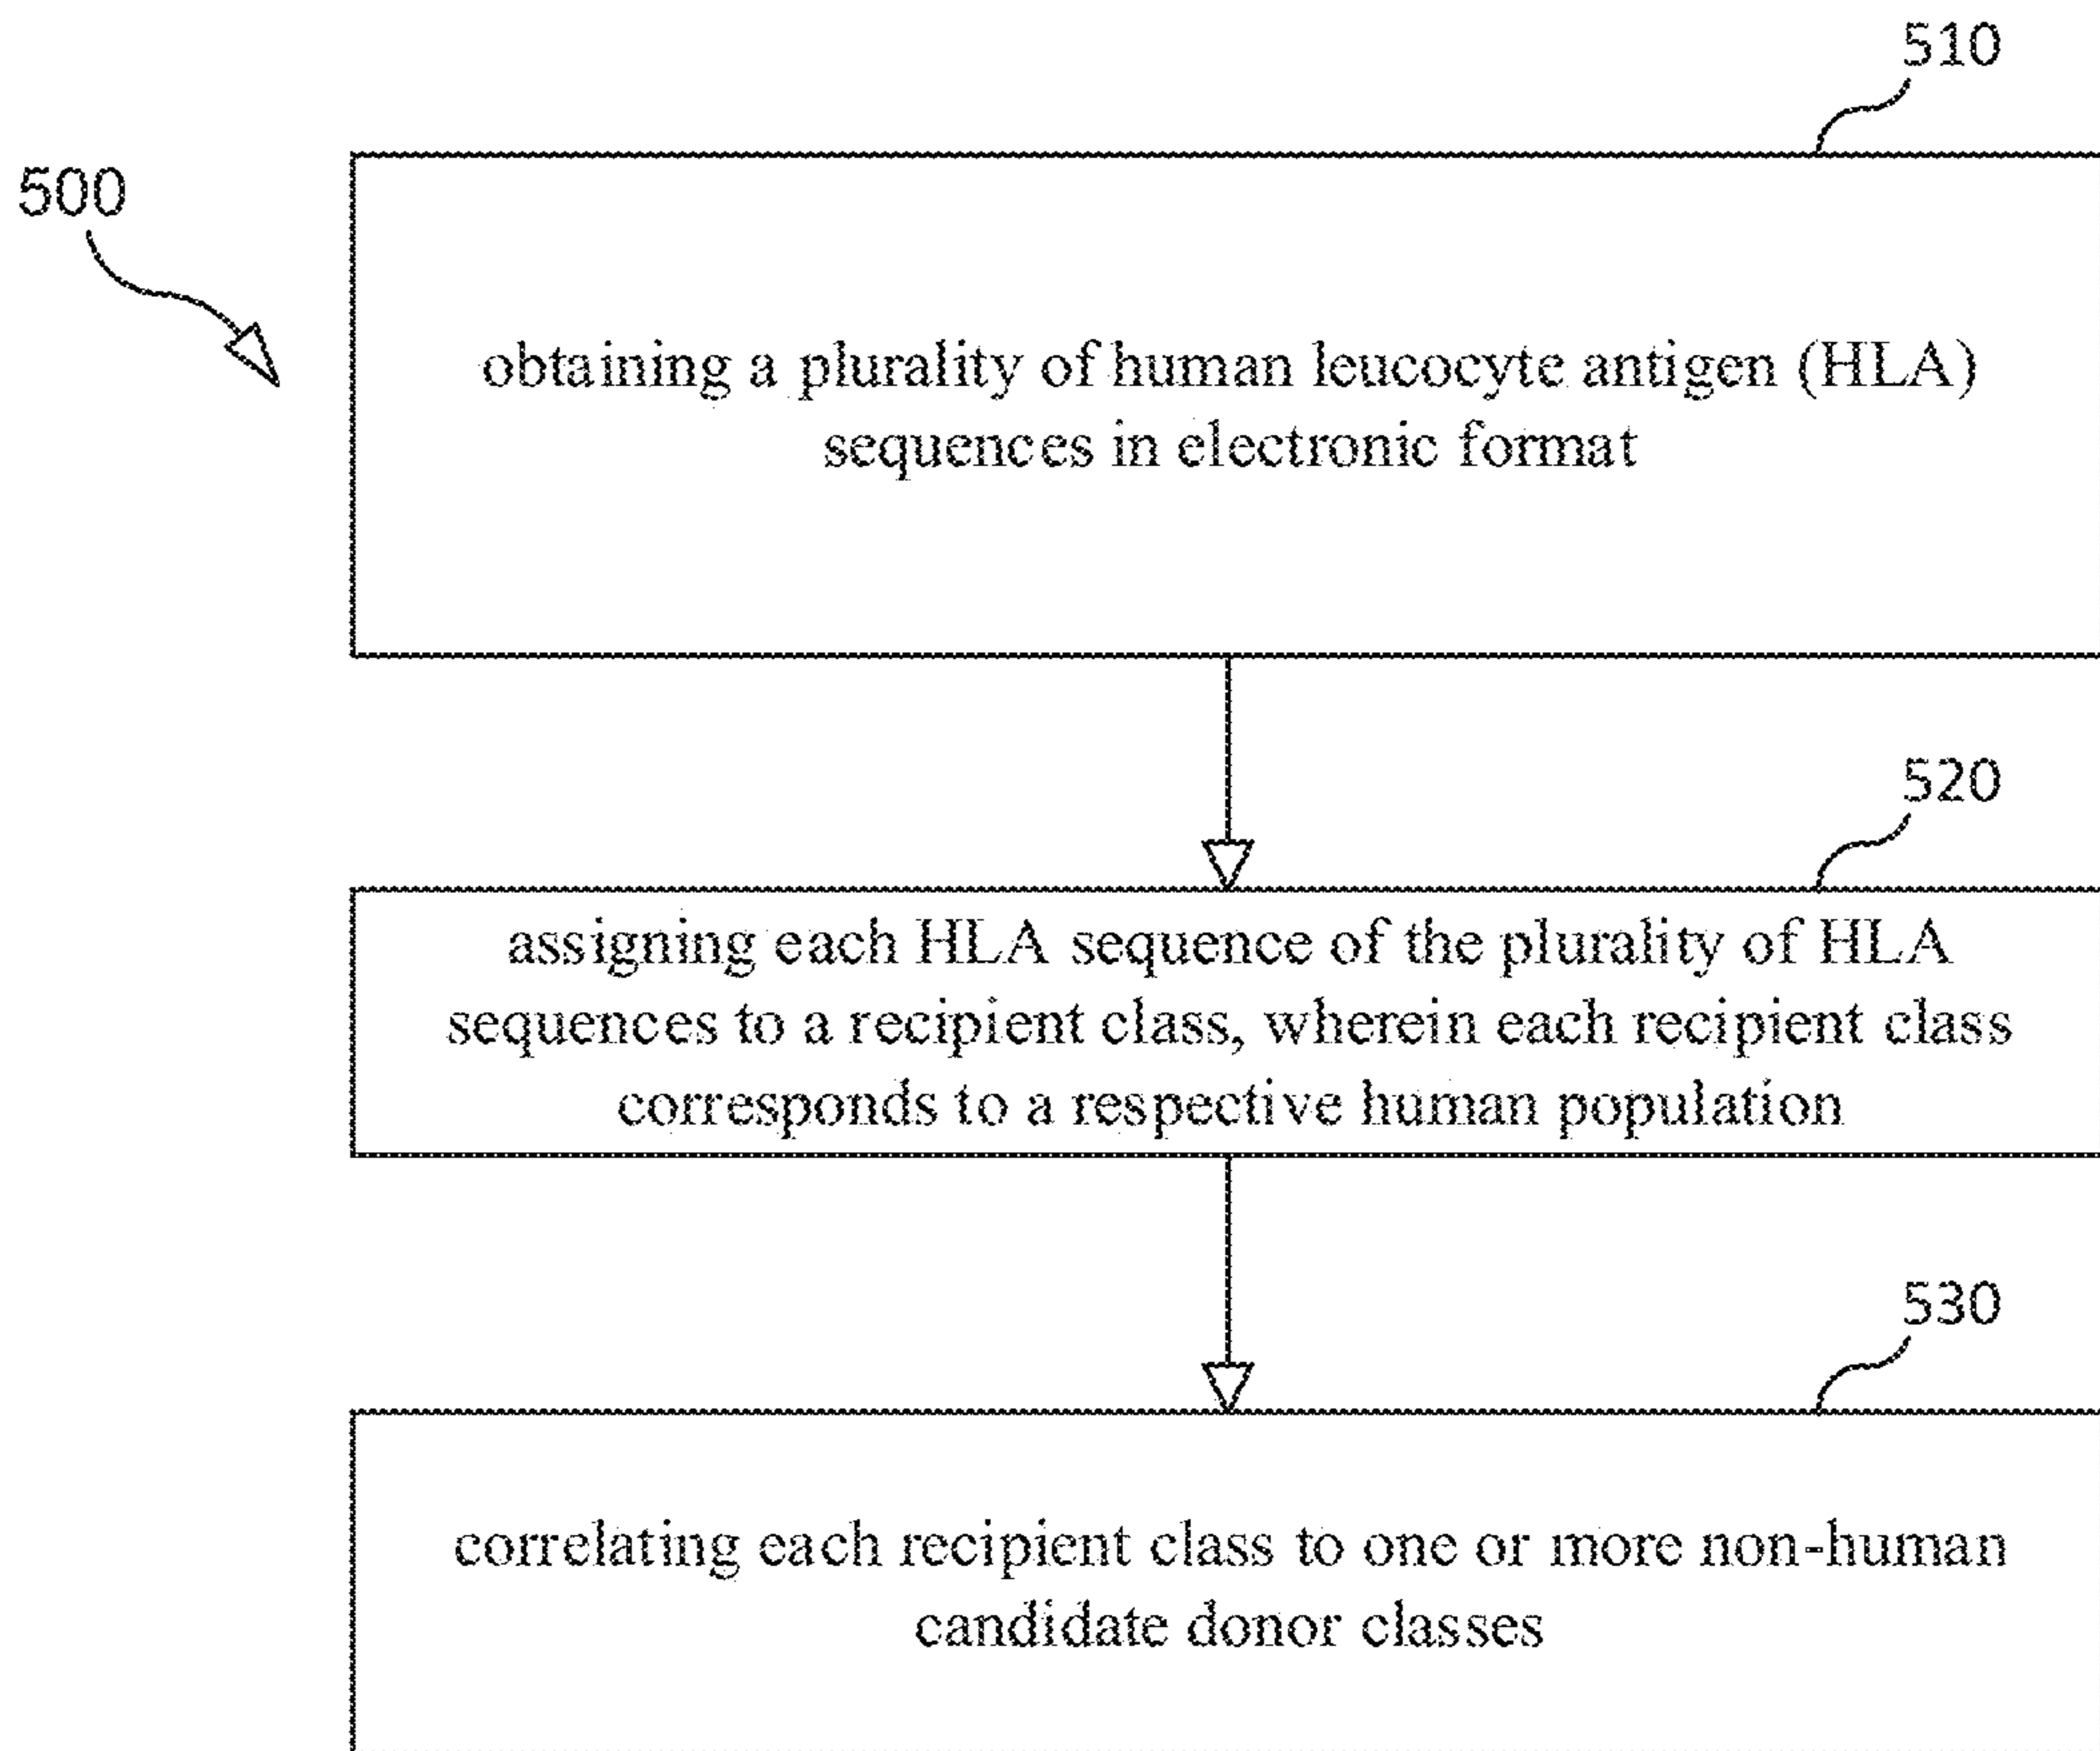 510
500
obtaining a plurality of human leucocyte antigen (HLA)
sequences in electronic format
520
assigning each HLA sequence of the plurality of HLA
sequences to a recipient class, wherein each recipient class
corresponds to a respective human population
530
correlating each recipient class to one or more non-human
candidate donor classes